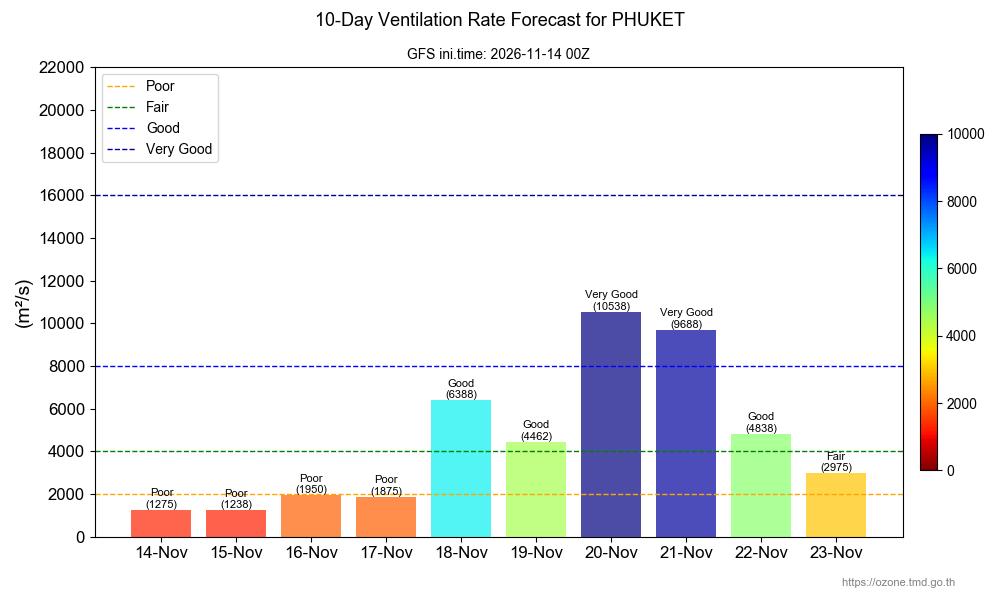 10-Day Ventilation Rate Forecast for PHUKET
GFS ini.time: 2026-11-14 00Z
22000
20000
18000
16000
14000
12000
10000
8000
6000
4000
2000
0
(m²/s)
Poor
Fair
Good
Very Good
Poor
(1275)
Poor
(1238)
Poor
(1950)
Poor
(1875)
Good
(6388)
Good
(4462)
Very Good
(10538)
Very Good
(9688)
Good
(4838)
Fair
(2975)
14-Nov
15-Nov
16-Nov
17-Nov
18-Nov
19-Nov
20-Nov
21-Nov
22-Nov
23-Nov
10000
8000
6000
4000
2000
0
https://ozone.tmd.go.th